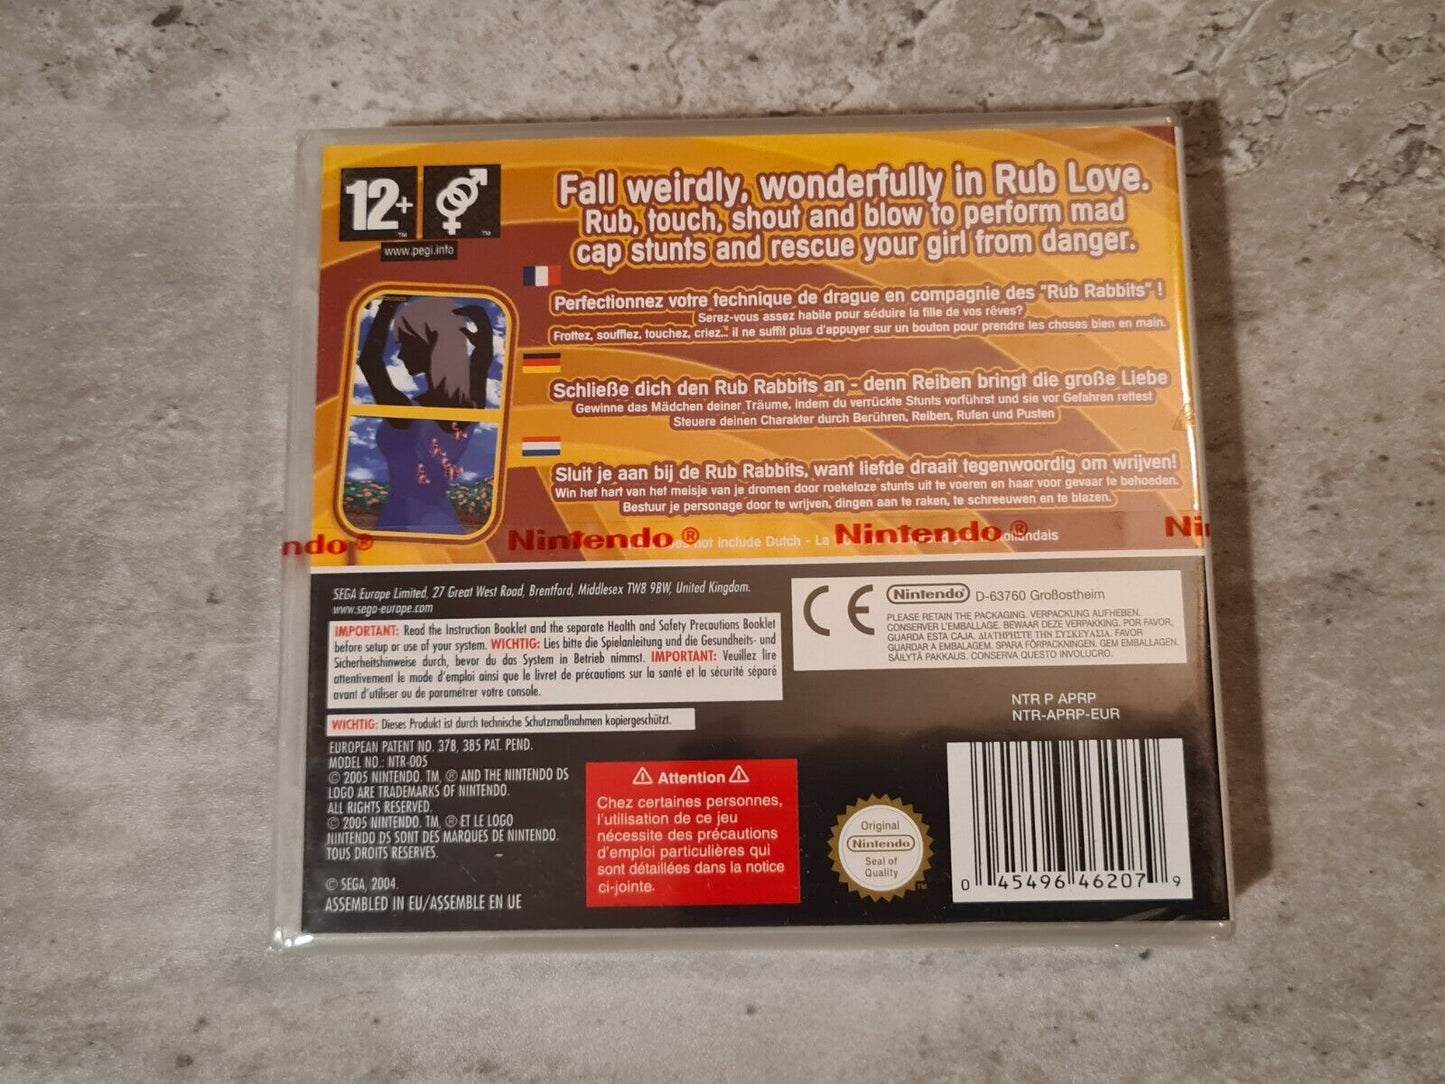 12+
TM
TM
www.pegi.info
Fall weirdly, wonderfully in Rub Love.
Rub, touch, shout and blow to perform mad
cap stunts and rescue your girl from danger.
Perfectionnez votre technique de drague en compagnie des "Rub Rabbits" !
Serez-vous assez habile pour séduire la fille de vos rêves?
Frottez, soufflez, touchez, criez... il ne suffit plus d'appuyer sur un bouton pour prendre les choses bien en main.
Schließe dich den Rub Rabbits an - denn Reiben bringt die große Liebe
Gewinne das Mädchen deiner Träume, indem du verrückte Stunts vorführst und sie vor Gefahren rettest
Steuere deinen Charakter durch Berühren, Reiben, Rufen und Pusten
Sluit je aan bij de Rub Rabbits, want liefde draait tegenwoordig om wrijven!
Win het hart van het meisje van je dromen door roekeloze stunts uit te voeren en haar voor gevaar te behoeden.
Bestuur je personage door te wrijven, dingen aan te raken, te schreeuwen en te blazen.
ndo ® Nintendo ® Nintendo ® Ni
not include Dutch - La
SEGA Europe Limited, 27 Great West Road, Brentford, Middlesex TW8 9BW, United Kingdom.
www.sega-europe.com
IMPORTANT: Read the Instruction Booklet and the separate Health and Safety Precautions Booklet
before setup or use of your system. WICHTIG: Lies bitte die Spielanleitung und die Gesundheits- und
Sicherheitshinweise durch, bevor du das System in Betrieb nimmst. IMPORTANT: Veuillez lire
attentivement le mode d'emploi ainsi que le livret de précautions sur la santé et la sécurité séparé
avant d'utiliser ou de paramétrer votre console.
WICHTIG: Dieses Produkt ist durch technische Schutzmaßnahmen kopiergeschützt.
EUROPEAN PATENT NO. 378, 385 PAT. PEND.
MODEL NO.: NTR-005
© 2005 NINTENDO. TM, ® AND THE NINTENDO DS
LOGO ARE TRADEMARKS OF NINTENDO.
ALL RIGHTS RESERVED.
© 2005 NINTENDO. TM, ® ET LE LOGO
NINTENDO DS SONT DES MARQUES DE NINTENDO.
TOUS DROITS RESERVES.
© SEGA, 2004.
ASSEMBLED IN EU/ASSEMBLE EN UE
⚠ Attention ⚠
Chez certaines personnes,
l'utilisation de ce jeu
nécessite des précautions
d'emploi particulières qui
sont détaillées dans la notice
ci-jointe.
CE
Nintendo® D-63760 Großostheim
PLEASE RETAIN THE PACKAGING. VERPACKUNG AUFHEBEN.
CONSERVER L'EMBALLAGE. BEWAAR DEZE VERPAKKING. POR FAVOR,
GUARDA ESTA CAJA. ΔΙΑΤΗΡΗΣΤΕ ΤΗΝ ΣΥΣΚΕΥΑΣΙΑ. FAVOR
GUARDAR A EMBALAGEM. SPARA FÖRPACKNINGEN. GEM EMBALLAGEN.
SÄILYTÄ PAKKAUS. CONSERVA QUESTO INVOLUCRO.
NTR P APRP
NTR-APRP-EUR
Original
Nintendo
Seal of
Quality
TM
0 45496 46207 9